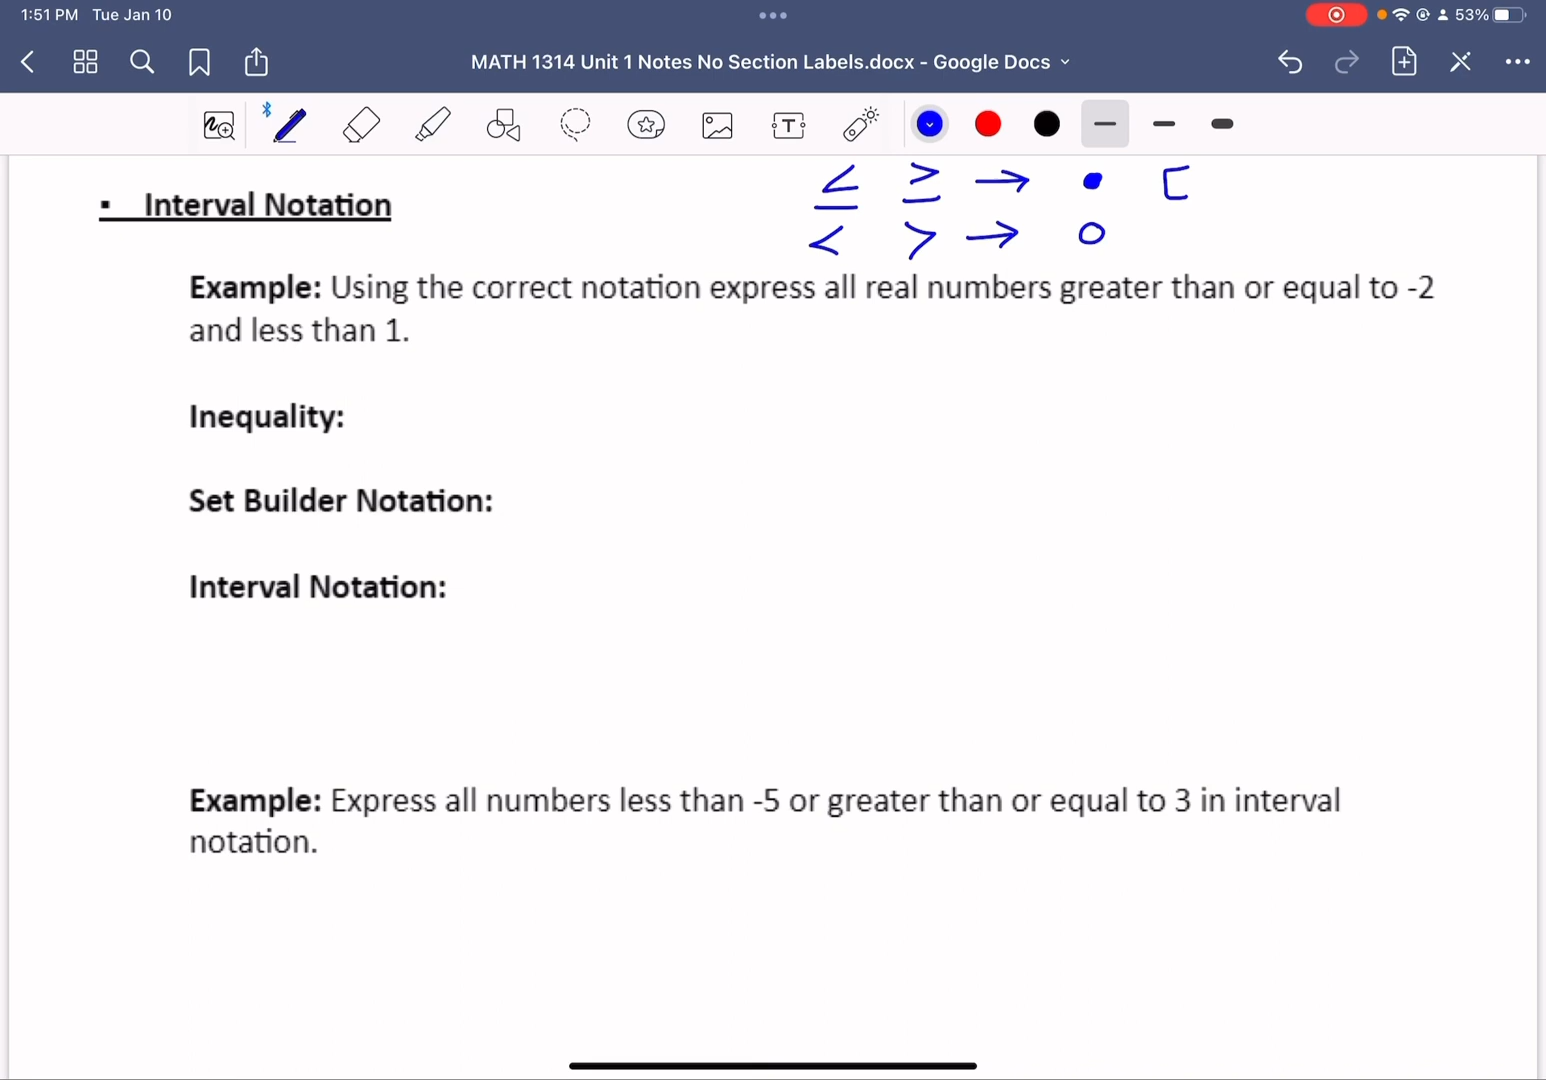 1:51 PM Tue Jan 10
53%
MATH 1314 Unit 1 Notes No Section Labels.docx - Google Docs
T
≤ ≥ → • [
▪ Interval Notation
< > → o
Example: Using the correct notation express all real numbers greater than or equal to -2
and less than 1.
Inequality:
Set Builder Notation:
Interval Notation:
Example: Express all numbers less than -5 or greater than or equal to 3 in interval
notation.